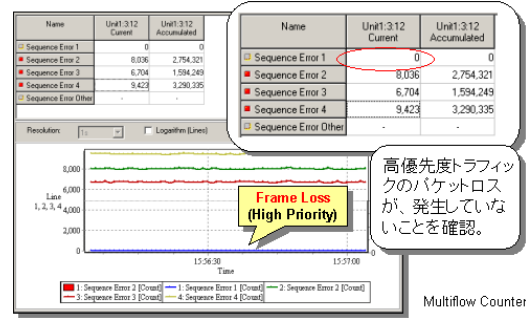 Name Unit1:3:12 Current Unit1:3:12 Accumulated
Sequence Error 1 0 0
Sequence Error 2 8,036 2,754,321
Sequence Error 3 6,704 1,594,249
Sequence Error 4 9,423 3,290,335
Sequence Error Other - -
Name Unit1:3:12 Current Unit1:3:12 Accumulated
Sequence Error 1 0 0
Sequence Error 2 8,036 2,754,321
Sequence Error 3 6,704 1,594,249
Sequence Error 4 9,423 3,290,335
Sequence Error Other - -
Resolution: 1s Logarithm (Lines)
8,000
6,000
Line
1, 2, 3, 4
4,000
2,000
0
0
15:56:30 15:57:08
Time
Frame Loss
(High Priority)
高優先度トラフィッ
クのパケットロス
が、発生していな
いことを確認。
1: Sequence Error 2 [Count] 1: Sequence Error 1 [Count] 2: Sequence Error 2 [Count]
3: Sequence Error 3 [Count] 4: Sequence Error 4 [Count]
Multiflow Counter